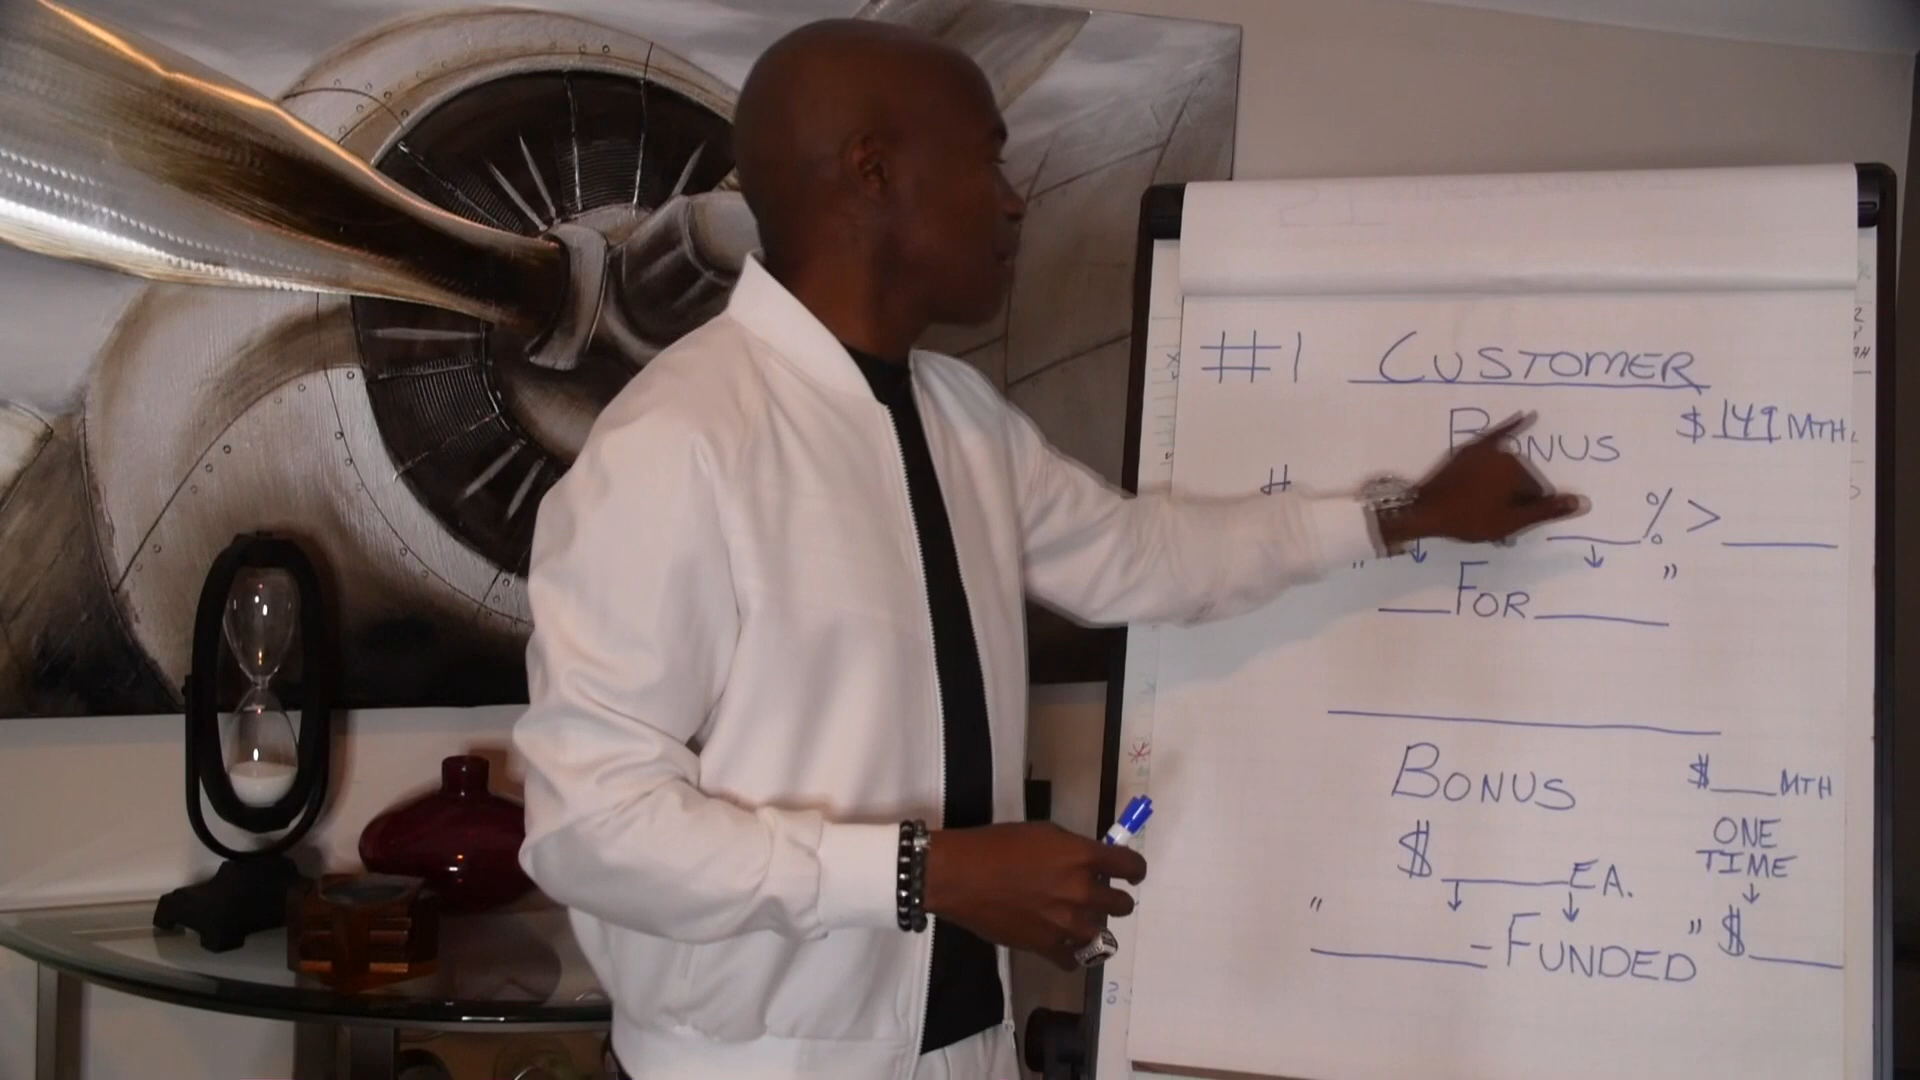 #1 CUSTOMER
BONUS $149 MTH.
#
% >
" "
FOR
BONUS $ MTH
$ EA. ONE TIME
" = FUNDED " $